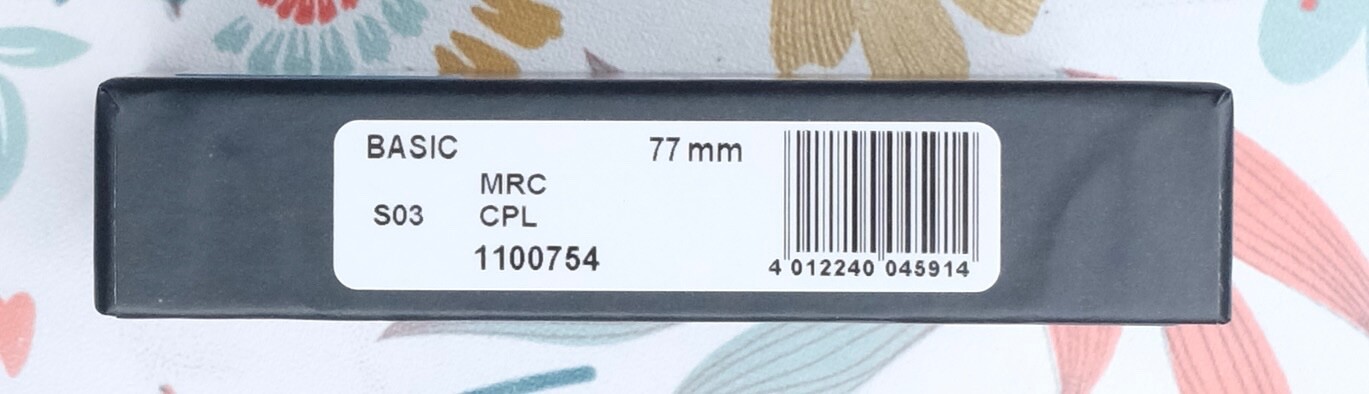 BASIC 77 mm
MRC
S03 CPL
1100754
4 012240 045914